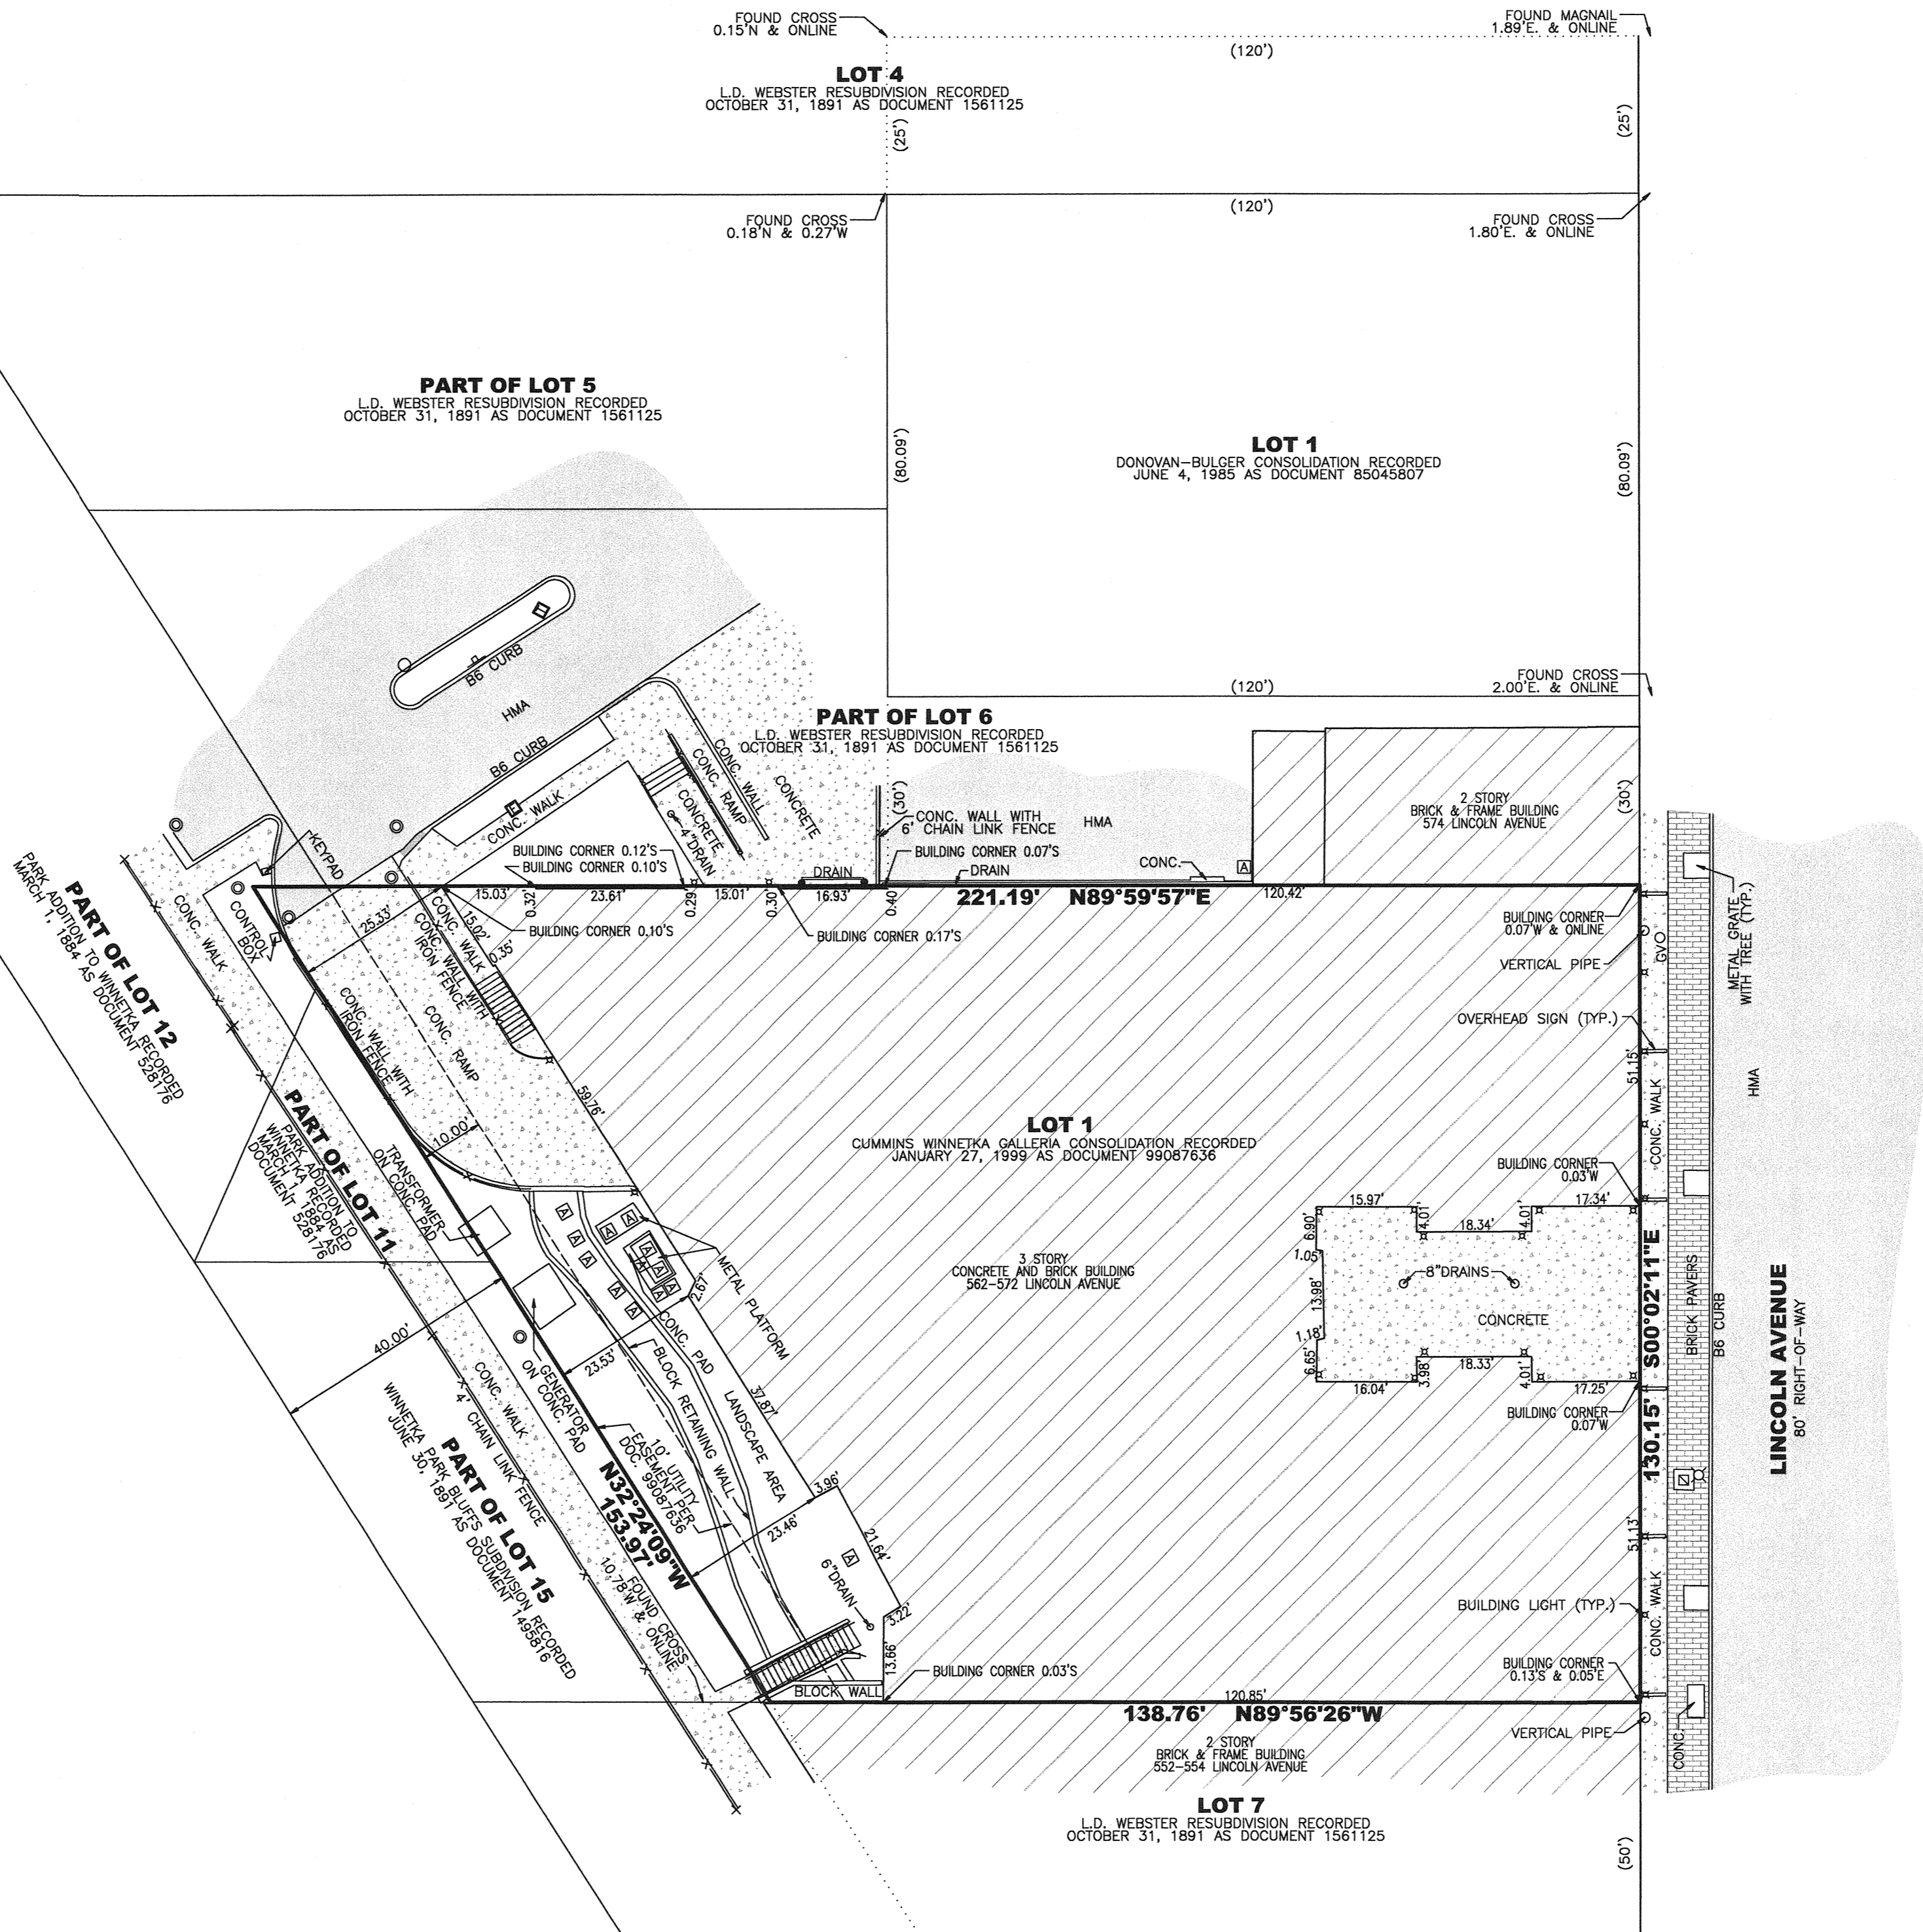 FOUND CROSS
0.15'N & ONLINE
FOUND MAGNAIL
1.89'E. & ONLINE
(120')
LOT 4
L.D. WEBSTER RESUBDIVISION RECORDED
OCTOBER 31, 1891 AS DOCUMENT 1561125
(25')
(25')
FOUND CROSS
0.18'N & 0.27'W
(120')
FOUND CROSS
1.80'E. & ONLINE
PART OF LOT 5
L.D. WEBSTER RESUBDIVISION RECORDED
OCTOBER 31, 1891 AS DOCUMENT 1561125
(80.09')
LOT 1
DONOVAN-BULGER CONSOLIDATION RECORDED
JUNE 4, 1985 AS DOCUMENT 85045807
(80.09')
B6 CURB
HMA
B6 CURB
(120')
FOUND CROSS
2.00'E. & ONLINE
PART OF LOT 6
L.D. WEBSTER RESUBDIVISION RECORDED
OCTOBER 31, 1891 AS DOCUMENT 1561125
CONC. WALL
CONC. RAMP
CONCRETE
CONCRETE
4"DRAIN
E
CONC. WALK
(30')
CONC. WALL WITH
6' CHAIN LINK FENCE
HMA
2 STORY
BRICK & FRAME BUILDING
574 LINCOLN AVENUE
(30')
KEYPAD
BUILDING CORNER 0.12'S
BUILDING CORNER 0.10'S
BUILDING CORNER 0.07'S
DRAIN
DRAIN
CONC.
A
15.03'
0.32'
23.61'
0.29'
15.01'
0.30'
16.93'
0.40'
221.19' N89°59'57"E
120.42'
BUILDING CORNER 0.10'S
BUILDING CORNER 0.17'S
BUILDING CORNER
0.07'W & ONLINE
VERTICAL PIPE
GVO
METAL GRATE
WITH TREE (TYP.)
OVERHEAD SIGN (TYP.)
51.15'
CONC. WALK
HMA
PART OF LOT 12
PARK ADDITION TO WINNETKA RECORDED
MARCH 1, 1884 AS DOCUMENT 528176
CONC. WALK
CONTROL
BOX
25.33'
CONC. WALK
15.02'
0.35'
CONC. WALL WITH
IRON FENCE
CONC. WALL WITH
IRON FENCE
CONC. RAMP
59.76'
10.00'
LOT 1
CUMMINS WINNETKA GALLERIA CONSOLIDATION RECORDED
JANUARY 27, 1999 AS DOCUMENT 99087636
PART OF LOT 11
PARK ADDITION TO
WINNETKA RECORDED
MARCH 1, 1884 AS
DOCUMENT 528176
TRANSFORMER
ON CONC. PAD
A
A
A
A
A
A
A
A
A
A
A
A
METAL PLATFORM
2.67'
3 STORY
CONCRETE AND BRICK BUILDING
562-572 LINCOLN AVENUE
BUILDING CORNER
0.03'W
15.97'
4.01'
18.34'
4.01'
17.34'
6.90'
1.05'
13.98'
1.18'
6.65'
8"DRAINS
CONCRETE
16.04'
3.98'
18.33'
4.01'
17.25'
BUILDING CORNER
0.07'W
130.15' S00°02'11"E
BRICK PAVERS
B6 CURB
LINCOLN AVENUE
80' RIGHT-OF-WAY
40.00'
GENERATOR
ON CONC. PAD
23.53'
CONC. PAD
BLOCK RETAINING WALL
LANDSCAPE AREA
37.87'
CONC. WALK
4' CHAIN LINK FENCE
PART OF LOT 15
WINNETKA PARK BLUFFS SUBDIVISION RECORDED
JUNE 30, 1891 AS DOCUMENT 1495816
10' UTILITY
EASEMENT PER
DOC. 99087636
N32°24'09"W
153.97'
3.96'
23.46'
21.64'
A
6"DRAIN
3.22'
13.66'
FOUND CROSS
10.78'W & ONLINE
BLOCK WALL
BUILDING CORNER 0.03'S
51.13'
BUILDING LIGHT (TYP.)
CONC. WALK
BUILDING CORNER
0.13'S & 0.05'E
120.85'
138.76' N89°56'26"W
VERTICAL PIPE
CONC.
2 STORY
BRICK & FRAME BUILDING
552-554 LINCOLN AVENUE
LOT 7
L.D. WEBSTER RESUBDIVISION RECORDED
OCTOBER 31, 1891 AS DOCUMENT 1561125
(50')